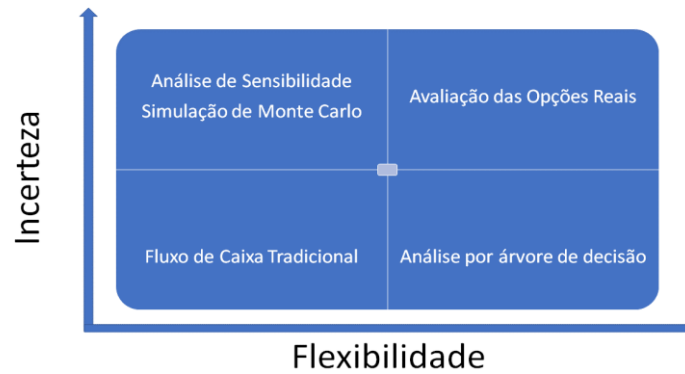 Incerteza
Análise de Sensibilidade
Simulação de Monte Carlo
Avaliação das Opções Reais
Fluxo de Caixa Tradicional
Análise por árvore de decisão
Flexibilidade